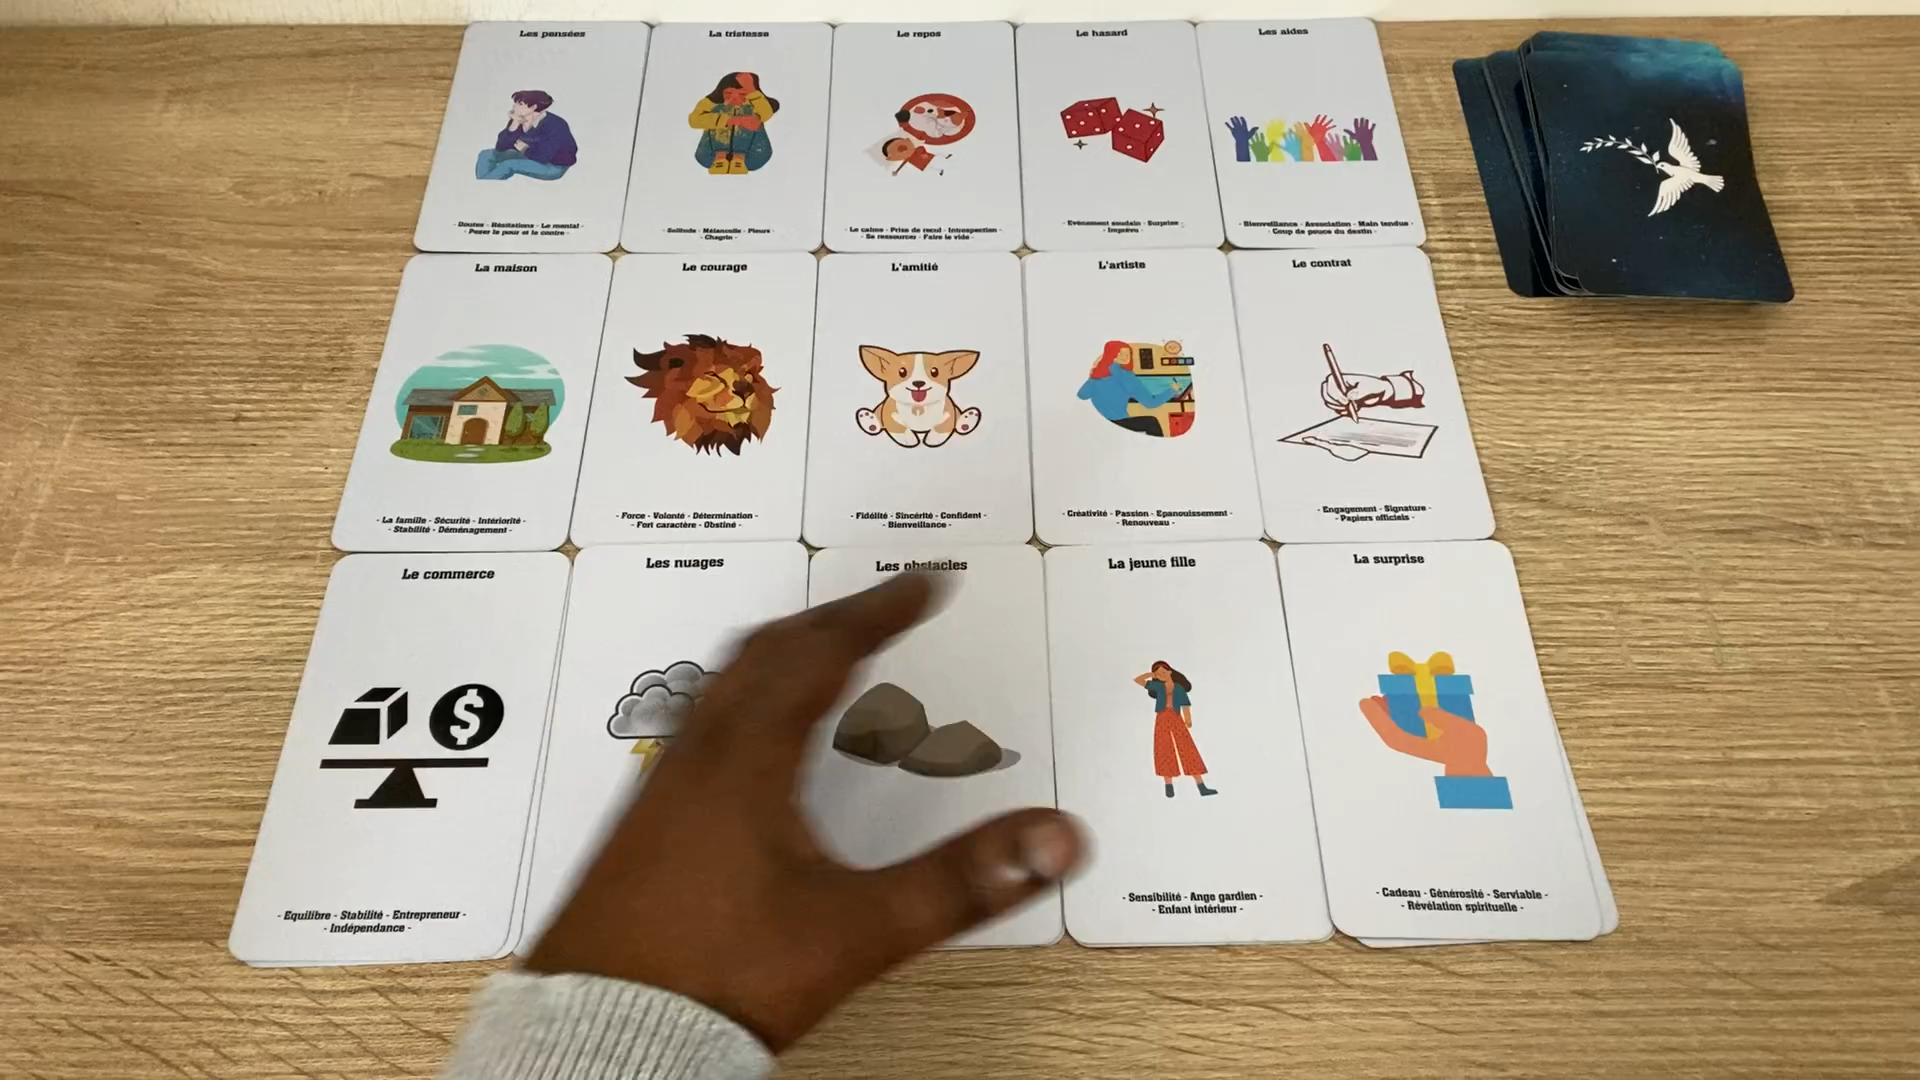 Les pensées
- Doutes - Hésitations - Le mental -
- Peser le pour et le contre -
La tristesse
- Solitude - Mélancolie - Pleurs -
- Chagrin -
Le repos
- Le calme - Prise de recul - Introspection -
- Se ressourcer - Faire le vide -
Le hasard
- Evénement soudain - Surprise -
- Imprévu -
Les aides
- Bienveillance - Association - Main tendue -
- Coup de pouce du destin -
La maison
- La famille - Sécurité - Intériorité -
- Stabilité - Déménagement -
Le courage
- Force - Volonté - Détermination -
- Fort caractère - Obstiné -
L'amitié
- Fidélité - Sincérité - Confident -
- Bienveillance -
L'artiste
- Créativité - Passion - Epanouissement -
- Renouveau -
Le contrat
- Engagement - Signature -
- Papiers officiels -
Le commerce
- Equilibre - Stabilité - Entrepreneur -
- Indépendance -
Les nuages
Les obstacles
La jeune fille
- Sensibilité - Ange gardien -
- Enfant intérieur -
La surprise
- Cadeau - Générosité - Serviable -
- Révélation spirituelle -